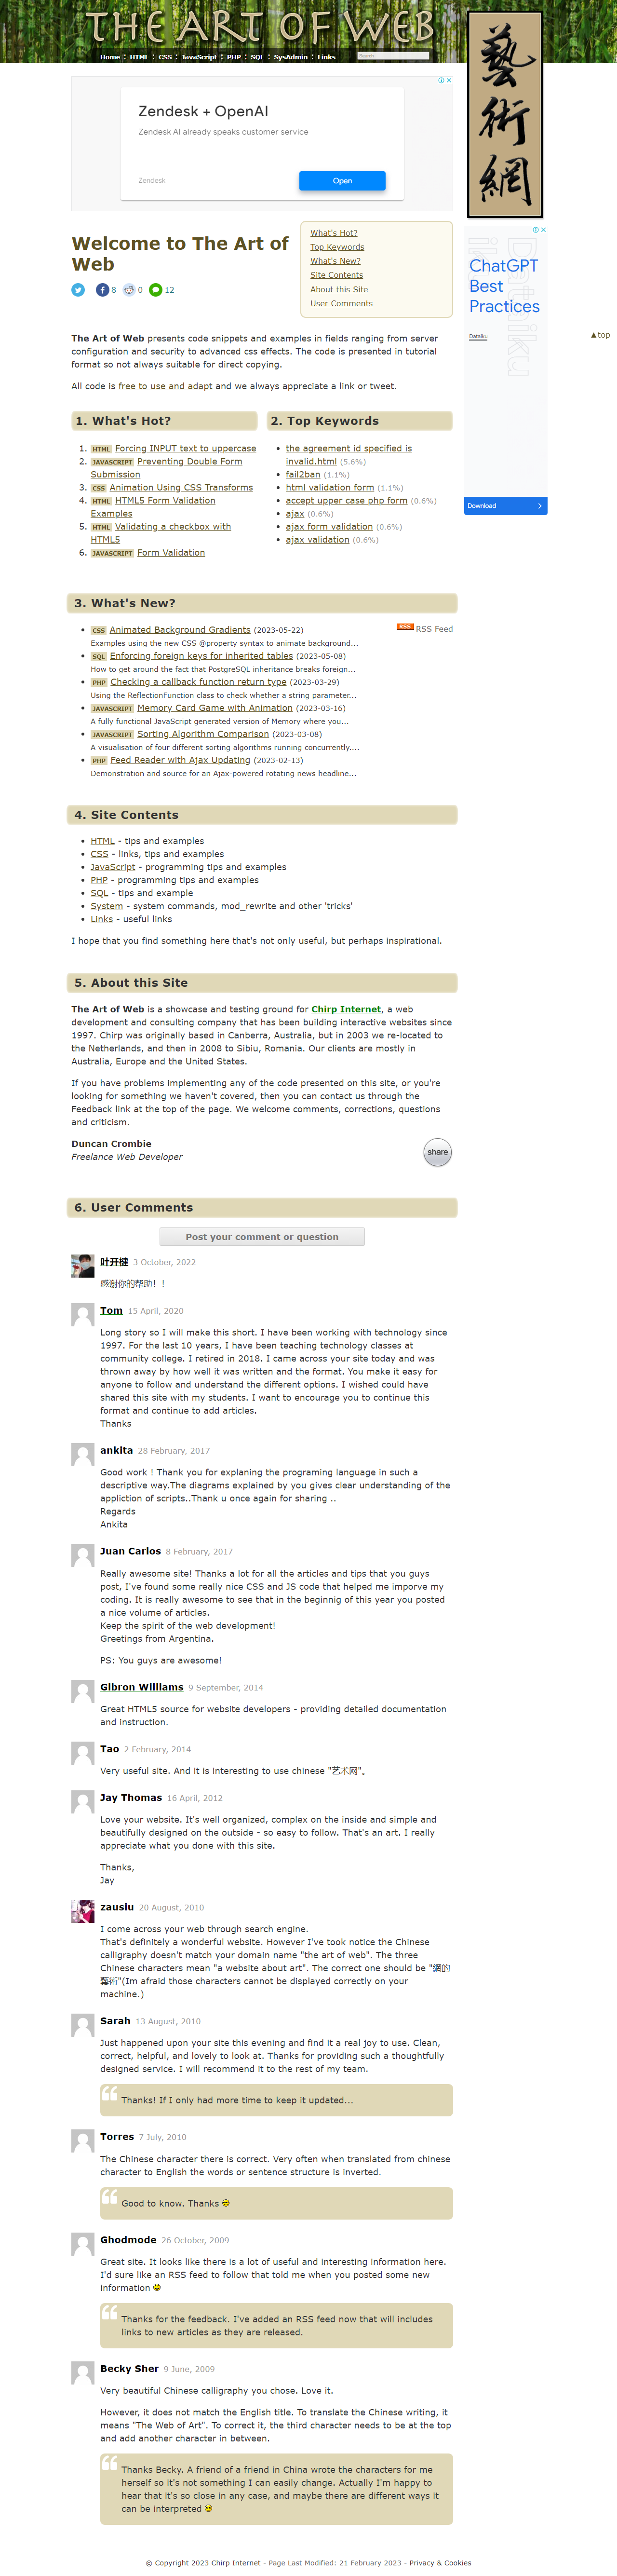 THE ART OF WEB
Home : HTML : CSS : JavaScript : PHP : SQL : SysAdmin : Links
藝術網
Zendesk + OpenAI
Zendesk AI already speaks customer service
Zendesk
Open
Welcome to The Art of
Web
8 0 12
What's Hot?
Top Keywords
What's New?
Site Contents
About this Site
User Comments
ChatGPT
Best
Practices
Dataiku
Download
▲top
The Art of Web presents code snippets and examples in fields ranging from server
configuration and security to advanced css effects. The code is presented in tutorial
format so not always suitable for direct copying.
All code is free to use and adapt and we always appreciate a link or tweet.
1. What's Hot?
1. HTML Forcing INPUT text to uppercase
2. JAVASCRIPT Preventing Double Form
Submission
3. CSS Animation Using CSS Transforms
4. HTML HTML5 Form Validation
Examples
5. HTML Validating a checkbox with
HTML5
6. JAVASCRIPT Form Validation
2. Top Keywords
• the agreement id specified is
invalid.html (5.6%)
• fail2ban (1.1%)
• html validation form (1.1%)
• accept upper case php form (0.6%)
• ajax (0.6%)
• ajax form validation (0.6%)
• ajax validation (0.6%)
3. What's New?
RSS RSS Feed
• CSS Animated Background Gradients (2023-05-22)
Examples using the new CSS @property syntax to animate background...
• SQL Enforcing foreign keys for inherited tables (2023-05-08)
How to get around the fact that PostgreSQL inheritance breaks foreign...
• PHP Checking a callback function return type (2023-03-29)
Using the ReflectionFunction class to check whether a string parameter...
• JAVASCRIPT Memory Card Game with Animation (2023-03-16)
A fully functional JavaScript generated version of Memory where you...
• JAVASCRIPT Sorting Algorithm Comparison (2023-03-08)
A visualisation of four different sorting algorithms running concurrently....
• PHP Feed Reader with Ajax Updating (2023-02-13)
Demonstration and source for an Ajax-powered rotating news headline...
4. Site Contents
• HTML - tips and examples
• CSS - links, tips and examples
• JavaScript - programming tips and examples
• PHP - programming tips and examples
• SQL - tips and example
• System - system commands, mod_rewrite and other 'tricks'
• Links - useful links
I hope that you find something here that's not only useful, but perhaps inspirational.
5. About this Site
The Art of Web is a showcase and testing ground for Chirp Internet, a web
development and consulting company that has been building interactive websites since
1997. Chirp was originally based in Canberra, Australia, but in 2003 we re-located to
the Netherlands, and then in 2008 to Sibiu, Romania. Our clients are mostly in
Australia, Europe and the United States.
If you have problems implementing any of the code presented on this site, or you're
looking for something we haven't covered, then you can contact us through the
Feedback link at the top of the page. We welcome comments, corrections, questions
and criticism.
Duncan Crombie
Freelance Web Developer
share
6. User Comments
Post your comment or question
叶开楗 3 October, 2022
感谢你的帮助！！
Tom 15 April, 2020
Long story so I will make this short. I have been working with technology since
1997. For the last 10 years, I have been teaching technology classes at
community college. I retired in 2018. I came across your site today and was
thrown away by how well it was written and the format. You make it easy for
anyone to follow and understand the different options. I wished could have
shared this site with my students. I want to encourage you to continue this
format and continue to add articles.
Thanks
ankita 28 February, 2017
Good work ! Thank you for explaning the programing language in such a
descriptive way.The diagrams explained by you gives clear understanding of the
appliction of scripts..Thank u once again for sharing ..
Regards
Ankita
Juan Carlos 8 February, 2017
Really awesome site! Thanks a lot for all the articles and tips that you guys
post, I've found some really nice CSS and JS code that helped me imporve my
coding. It is really awesome to see that in the beginnig of this year you posted
a nice volume of articles.
Keep the spirit of the web development!
Greetings from Argentina.
PS: You guys are awesome!
Gibron Williams 9 September, 2014
Great HTML5 source for website developers - providing detailed documentation
and instruction.
Tao 2 February, 2014
Very useful site. And it is interesting to use chinese "艺术网"。
Jay Thomas 16 April, 2012
Love your website. It's well organized, complex on the inside and simple and
beautifully designed on the outside - so easy to follow. That's an art. I really
appreciate what you done with this site.
Thanks,
Jay
zausiu 20 August, 2010
I come across your web through search engine.
That's definitely a wonderful website. However I've took notice the Chinese
calligraphy doesn't match your domain name "the art of web". The three
Chinese characters mean "a website about art". The correct one should be "網的
藝術"(Im afraid those characters cannot be displayed correctly on your
machine.)
Sarah 13 August, 2010
Just happened upon your site this evening and find it a real joy to use. Clean,
correct, helpful, and lovely to look at. Thanks for providing such a thoughtfully
designed service. I will recommend it to the rest of my team.
Thanks! If I only had more time to keep it updated...
Torres 7 July, 2010
The Chinese character there is correct. Very often when translated from chinese
character to English the words or sentence structure is inverted.
Good to know. Thanks
Ghodmode 26 October, 2009
Great site. It looks like there is a lot of useful and interesting information here.
I'd sure like an RSS feed to follow that told me when you posted some new
information
Thanks for the feedback. I've added an RSS feed now that will includes
links to new articles as they are released.
Becky Sher 9 June, 2009
Very beautiful Chinese calligraphy you chose. Love it.
However, it does not match the English title. To translate the Chinese writing, it
means "The Web of Art". To correct it, the third character needs to be at the top
and add another character in between.
Thanks Becky. A friend of a friend in China wrote the characters for me
herself so it's not something I can easily change. Actually I'm happy to
hear that it's so close in any case, and maybe there are different ways it
can be interpreted
© Copyright 2023 Chirp Internet - Page Last Modified: 21 February 2023 - Privacy & Cookies